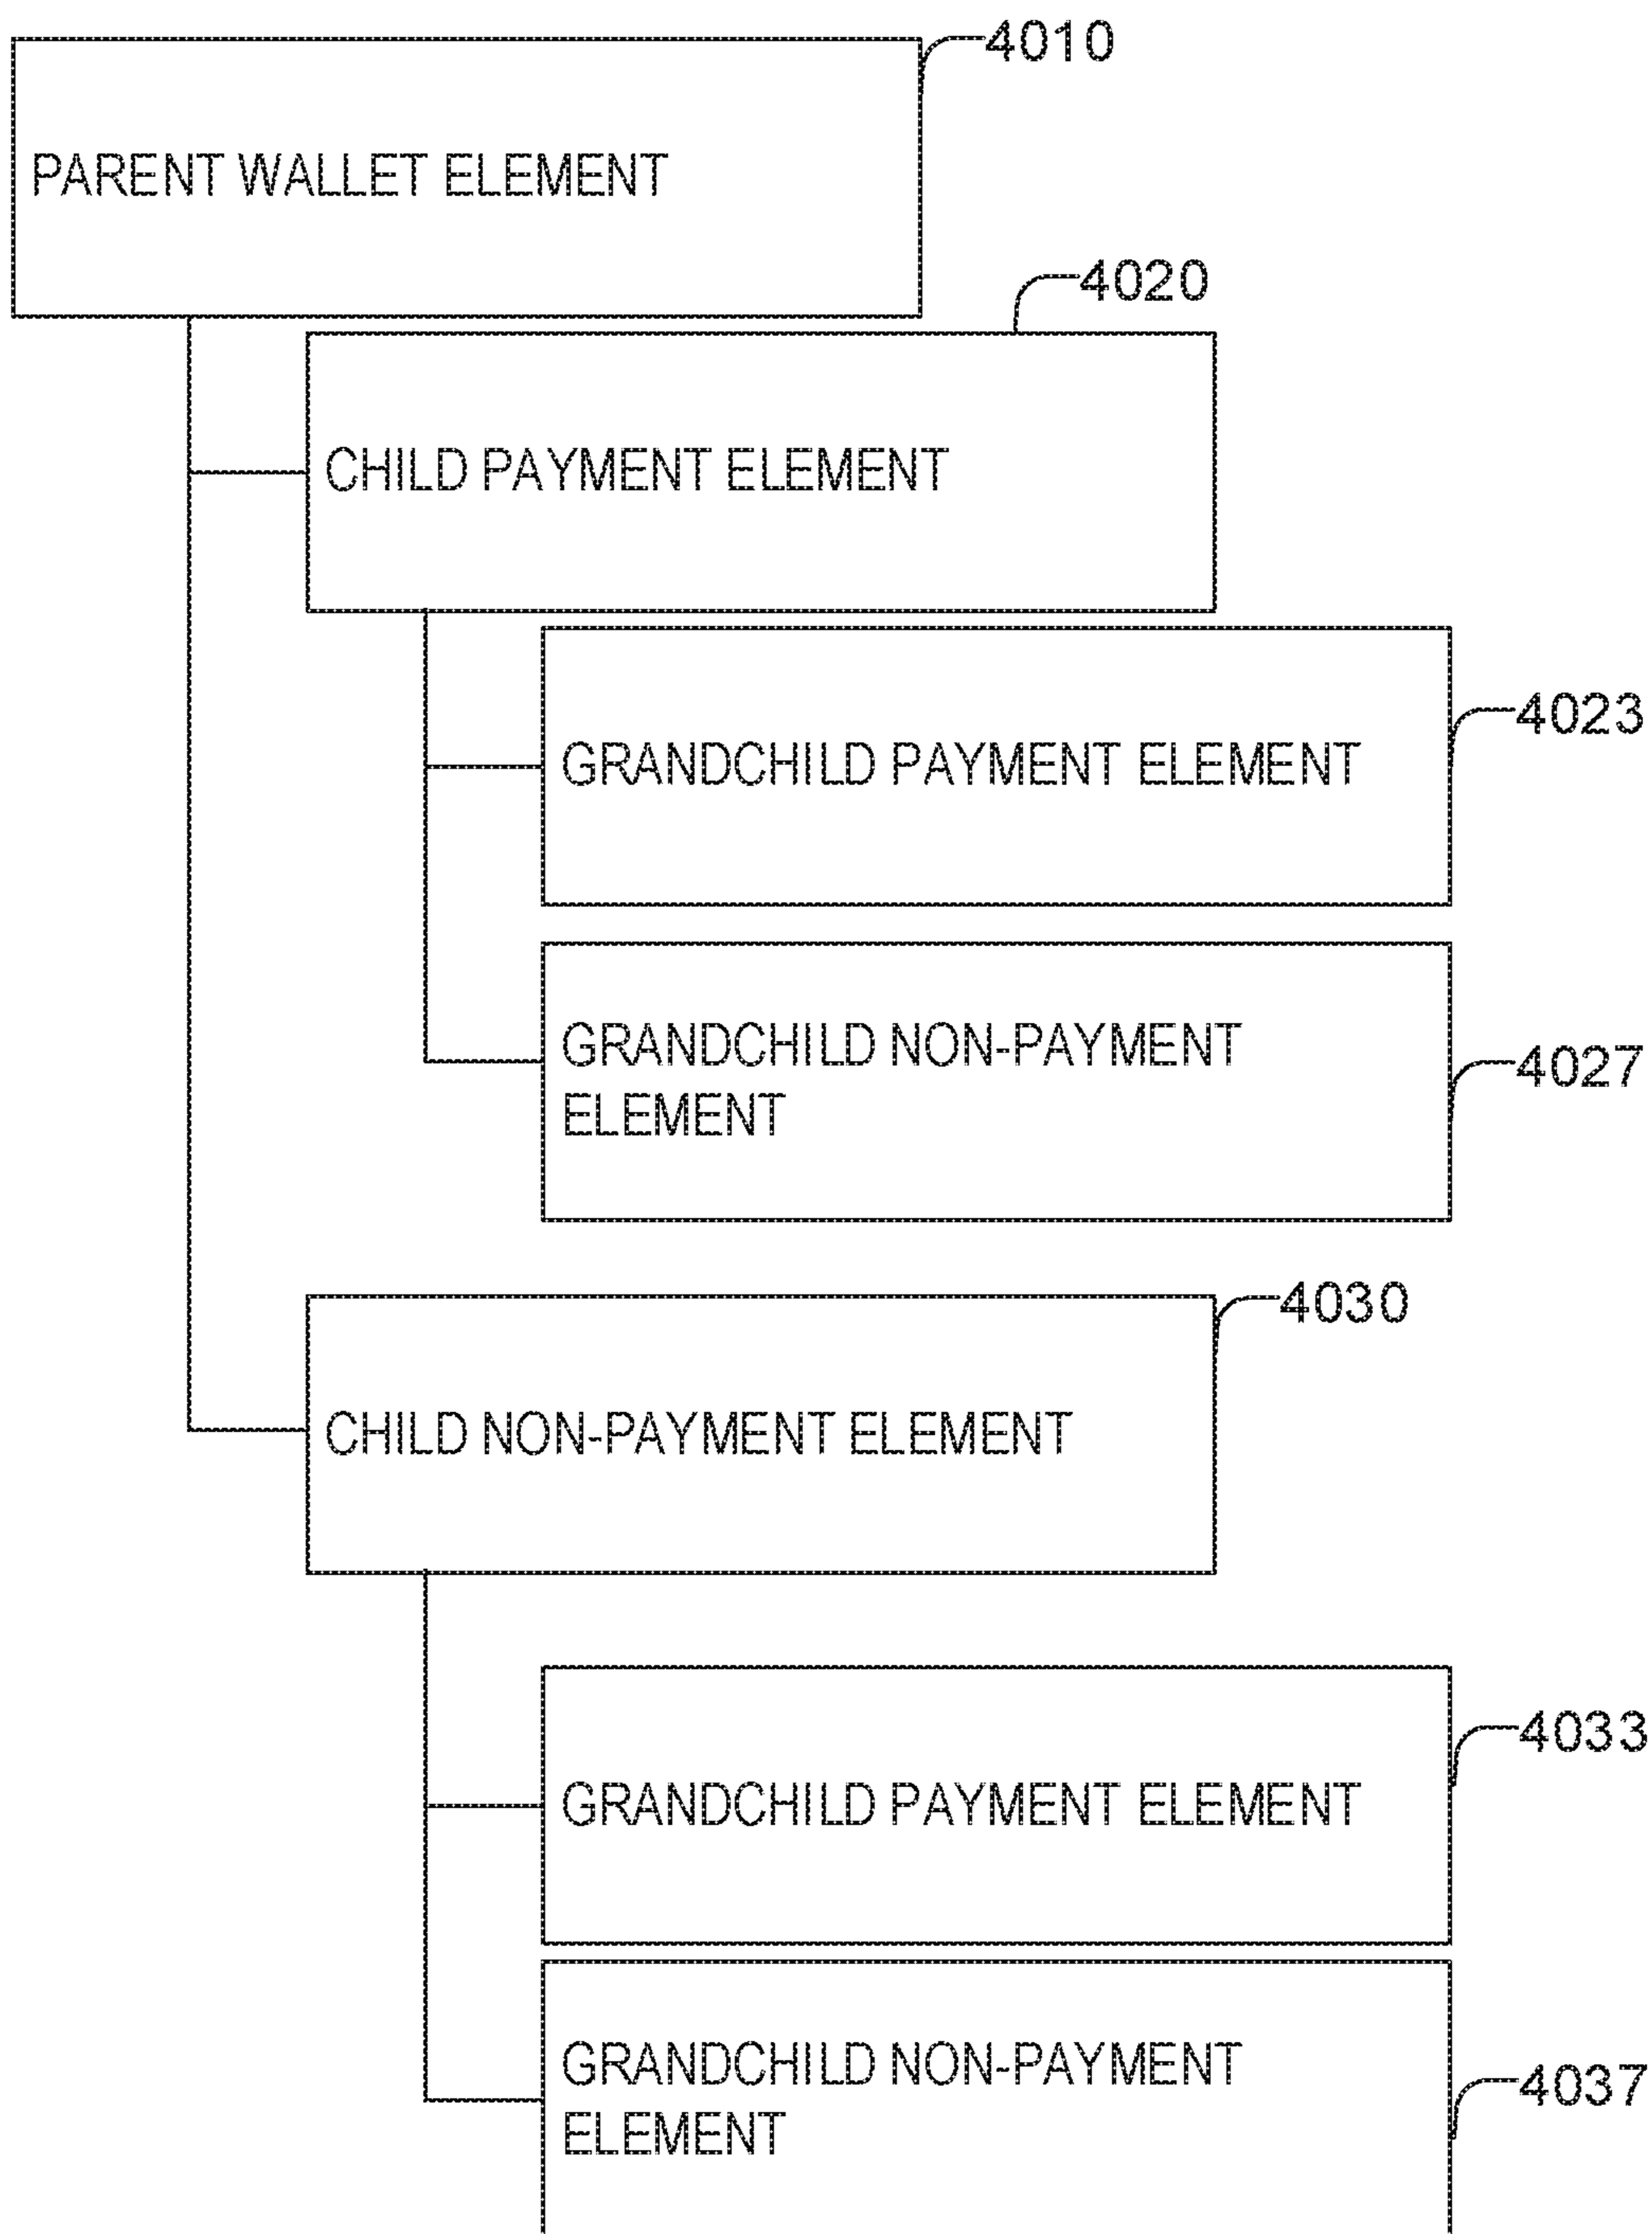 4010
PARENT WALLET ELEMENT
4020
CHILD PAYMENT ELEMENT
4023
GRANDCHILD PAYMENT ELEMENT
GRANDCHILD NON-PAYMENT
4027
ELEMENT
4030
CHILD NON-PAYMENT ELEMENT
4033
GRANDCHILD PAYMENT ELEMENT
GRANDCHILD NON-PAYMENT
4037
ELEMENT